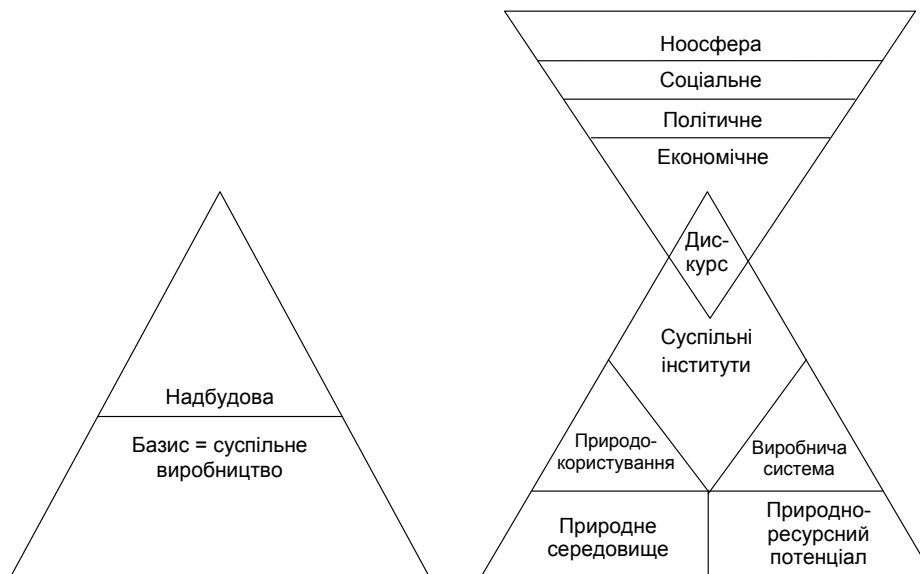 Надбудова
Базис = суспільне
виробництво
Ноосфера
Соціальне
Політичне
Економічне
Дис-
курс
Суспільні
інститути
Природо-
користування
Виробнича
система
Природне
середовище
Природно-
ресурсний
потенціал